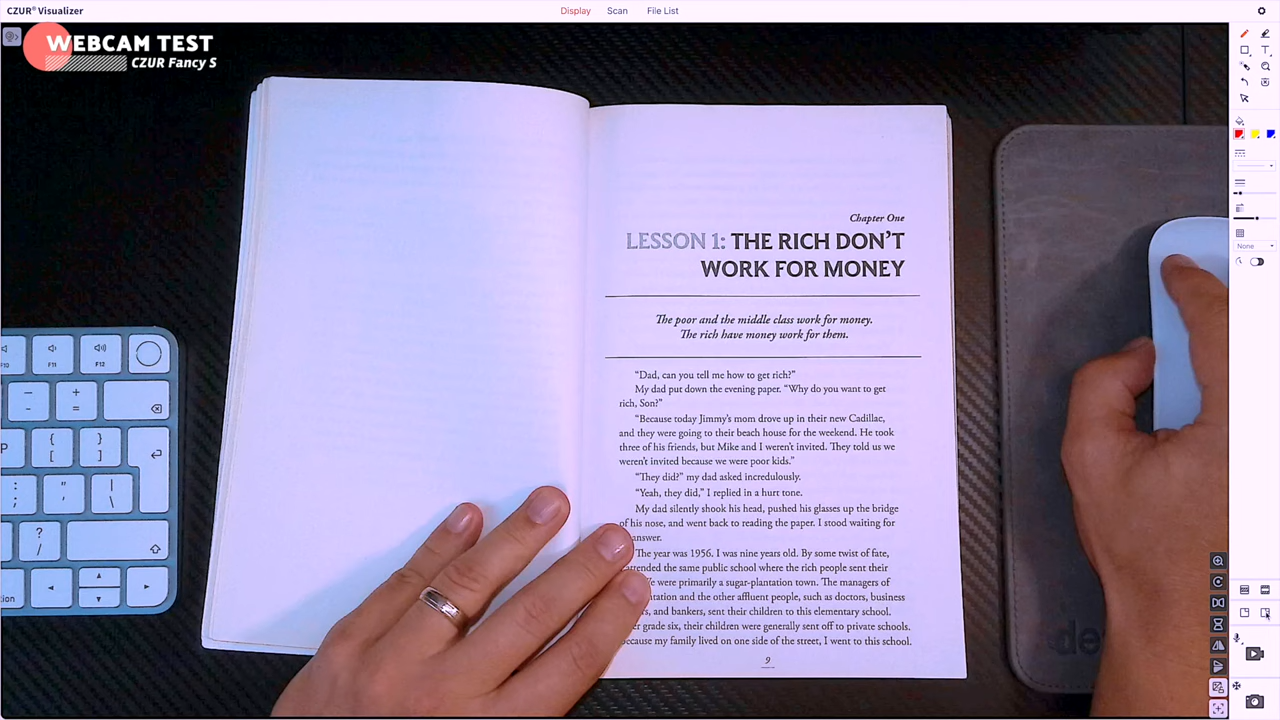 CZUR® Visualizer
Display
Scan
File List
WEBCAM TEST
CZUR Fancy S
Chapter One
LESSON 1: THE RICH DON'T
WORK FOR MONEY
The poor and the middle class work for money.
The rich have money work for them.
"Dad, can you tell me how to get rich?"
My dad put down the evening paper. "Why do you want to get
rich, Son?"
"Because today Jimmy's mom drove up in their new Cadillac,
and they were going to their beach house for the weekend. He took
three of his friends, but Mike and I weren't invited. They told us we
weren't invited because we were poor kids."
"They did?" my dad asked incredulously.
"Yeah, they did," I replied in a hurt tone.
My dad silently shook his head, pushed his glasses up the bridge
of his nose, and went back to reading the paper. I stood waiting for
answer.
The year was 1956. I was nine years old. By some twist of fate,
the same public school where the rich people sent their
We were primarily a sugar-plantation town. The managers of
and the other affluent people, such as doctors, business
and bankers, sent their children to this elementary school.
grade six, their children were generally sent off to private schools.
because my family lived on one side of the street, I went to this school.
9
None
F10
F11
F12
-
-
+
=
P
{
[
}
]
:
;
"
'
|
\
?
/
de